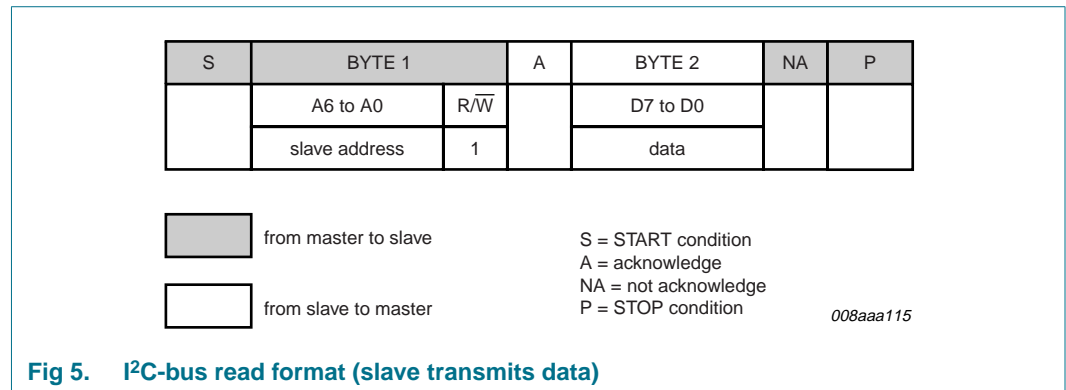 S BYTE 1 A BYTE 2 NA P
A6 to A0 R/W̅ D7 to D0
slave address 1 data
from master to slave
from slave to master
S = START condition
A = acknowledge
NA = not acknowledge
P = STOP condition
008aaa115
Fig 5. I²C-bus read format (slave transmits data)